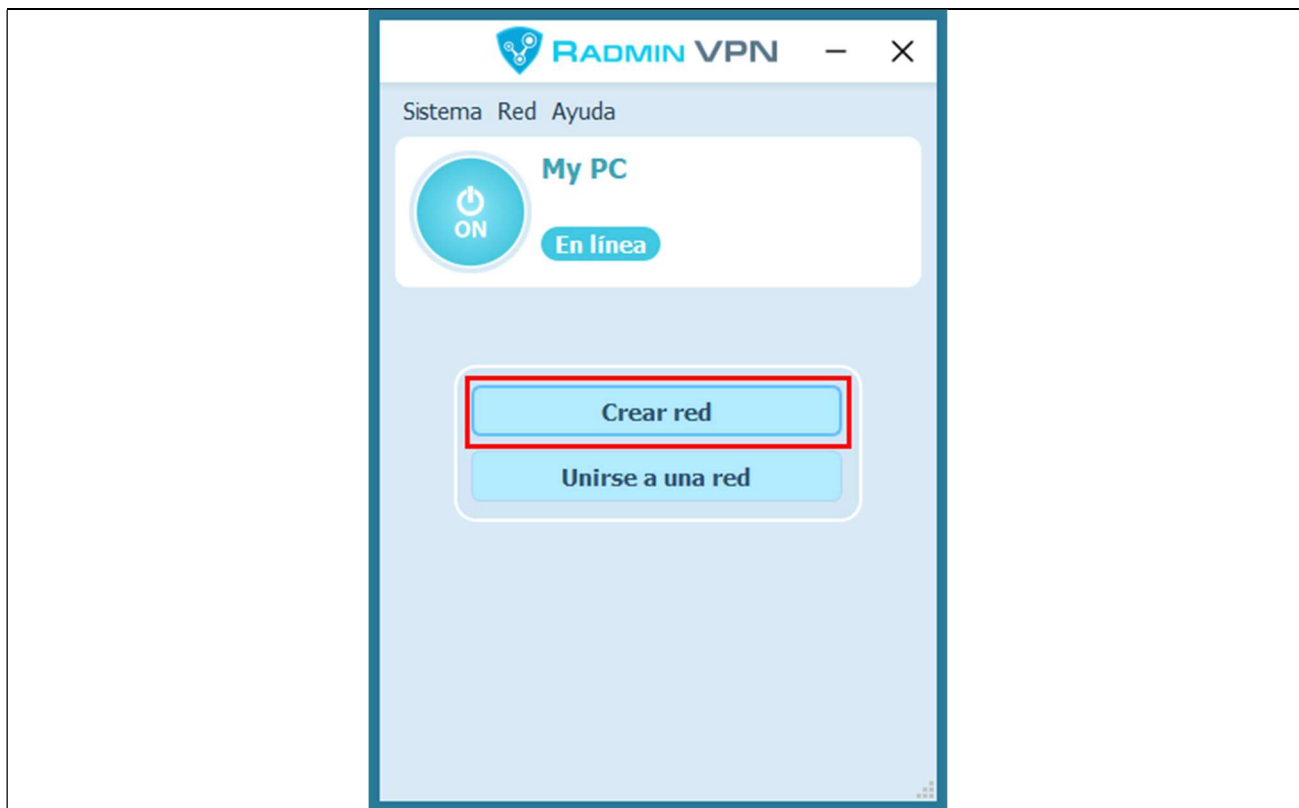 RADMIN VPN
Sistema Red Ayuda
My PC
ON
En línea
Crear red
Unirse a una red